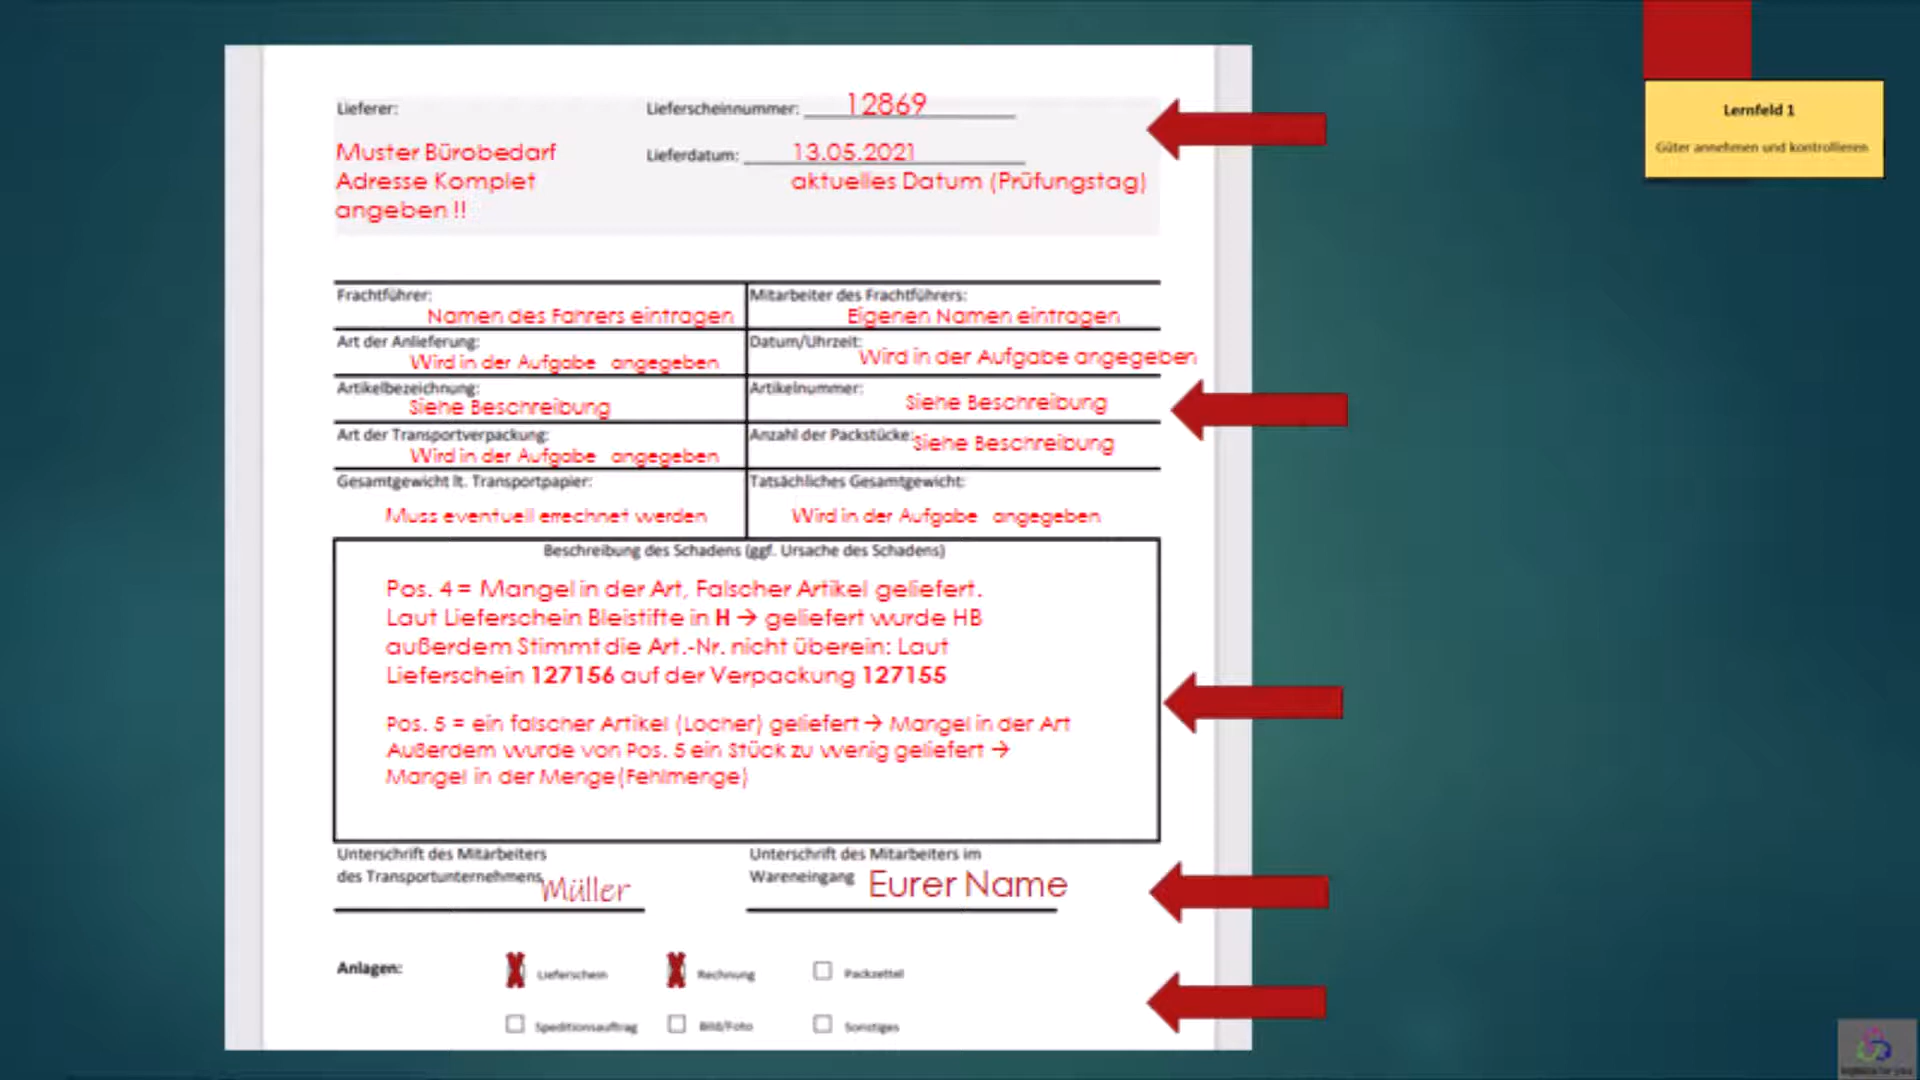 Lernfeld 1
Güter annehmen und kontrollieren
Lieferer:
Lieferscheinnummer: 12869
Muster Bürobedarf
Lieferdatum: 13.05.2021
Adresse Komplet
aktuelles Datum (Prüfungstag)
angeben !!
Frachtführer:
Namen des Fahrers eintragen
Mitarbeiter des Frachtführers:
Eigenen Namen eintragen
Art der Anlieferung:
Wird in der Aufgabe angegeben
Datum/Uhrzeit:
Wird in der Aufgabe angegeben
Artikelbezeichnung:
Siehe Beschreibung
Artikelnummer:
Siehe Beschreibung
Art der Transportverpackung:
Wird in der Aufgabe angegeben
Anzahl der Packstücke:
Siehe Beschreibung
Gesamtgewicht lt. Transportpapier:
Muss eventuell errechnet werden
Tatsächliches Gesamtgewicht:
Wird in der Aufgabe angegeben
Beschreibung des Schadens (ggf. Ursache des Schadens)
Pos. 4 = Mangel in der Art, Falscher Artikel geliefert.
Laut Lieferschein Bleistifte in H → geliefert wurde HB
außerdem Stimmt die Art.-Nr. nicht überein: Laut
Lieferschein 127156 auf der Verpackung 127155
Pos. 5 = ein falscher Artikel (Locher) geliefert → Mangel in der Art
Außerdem wurde von Pos. 5 ein Stück zu wenig geliefert →
Mangel in der Menge(Fehlmenge)
Unterschrift des Mitarbeiters
des Transportunternehmens
Müller
Unterschrift des Mitarbeiters im
Wareneingang
Eurer Name
Anlagen:
X Lieferschein
X Rechnung
Packzettel
Speditionsauftrag
Bild/Foto
Sonstiges